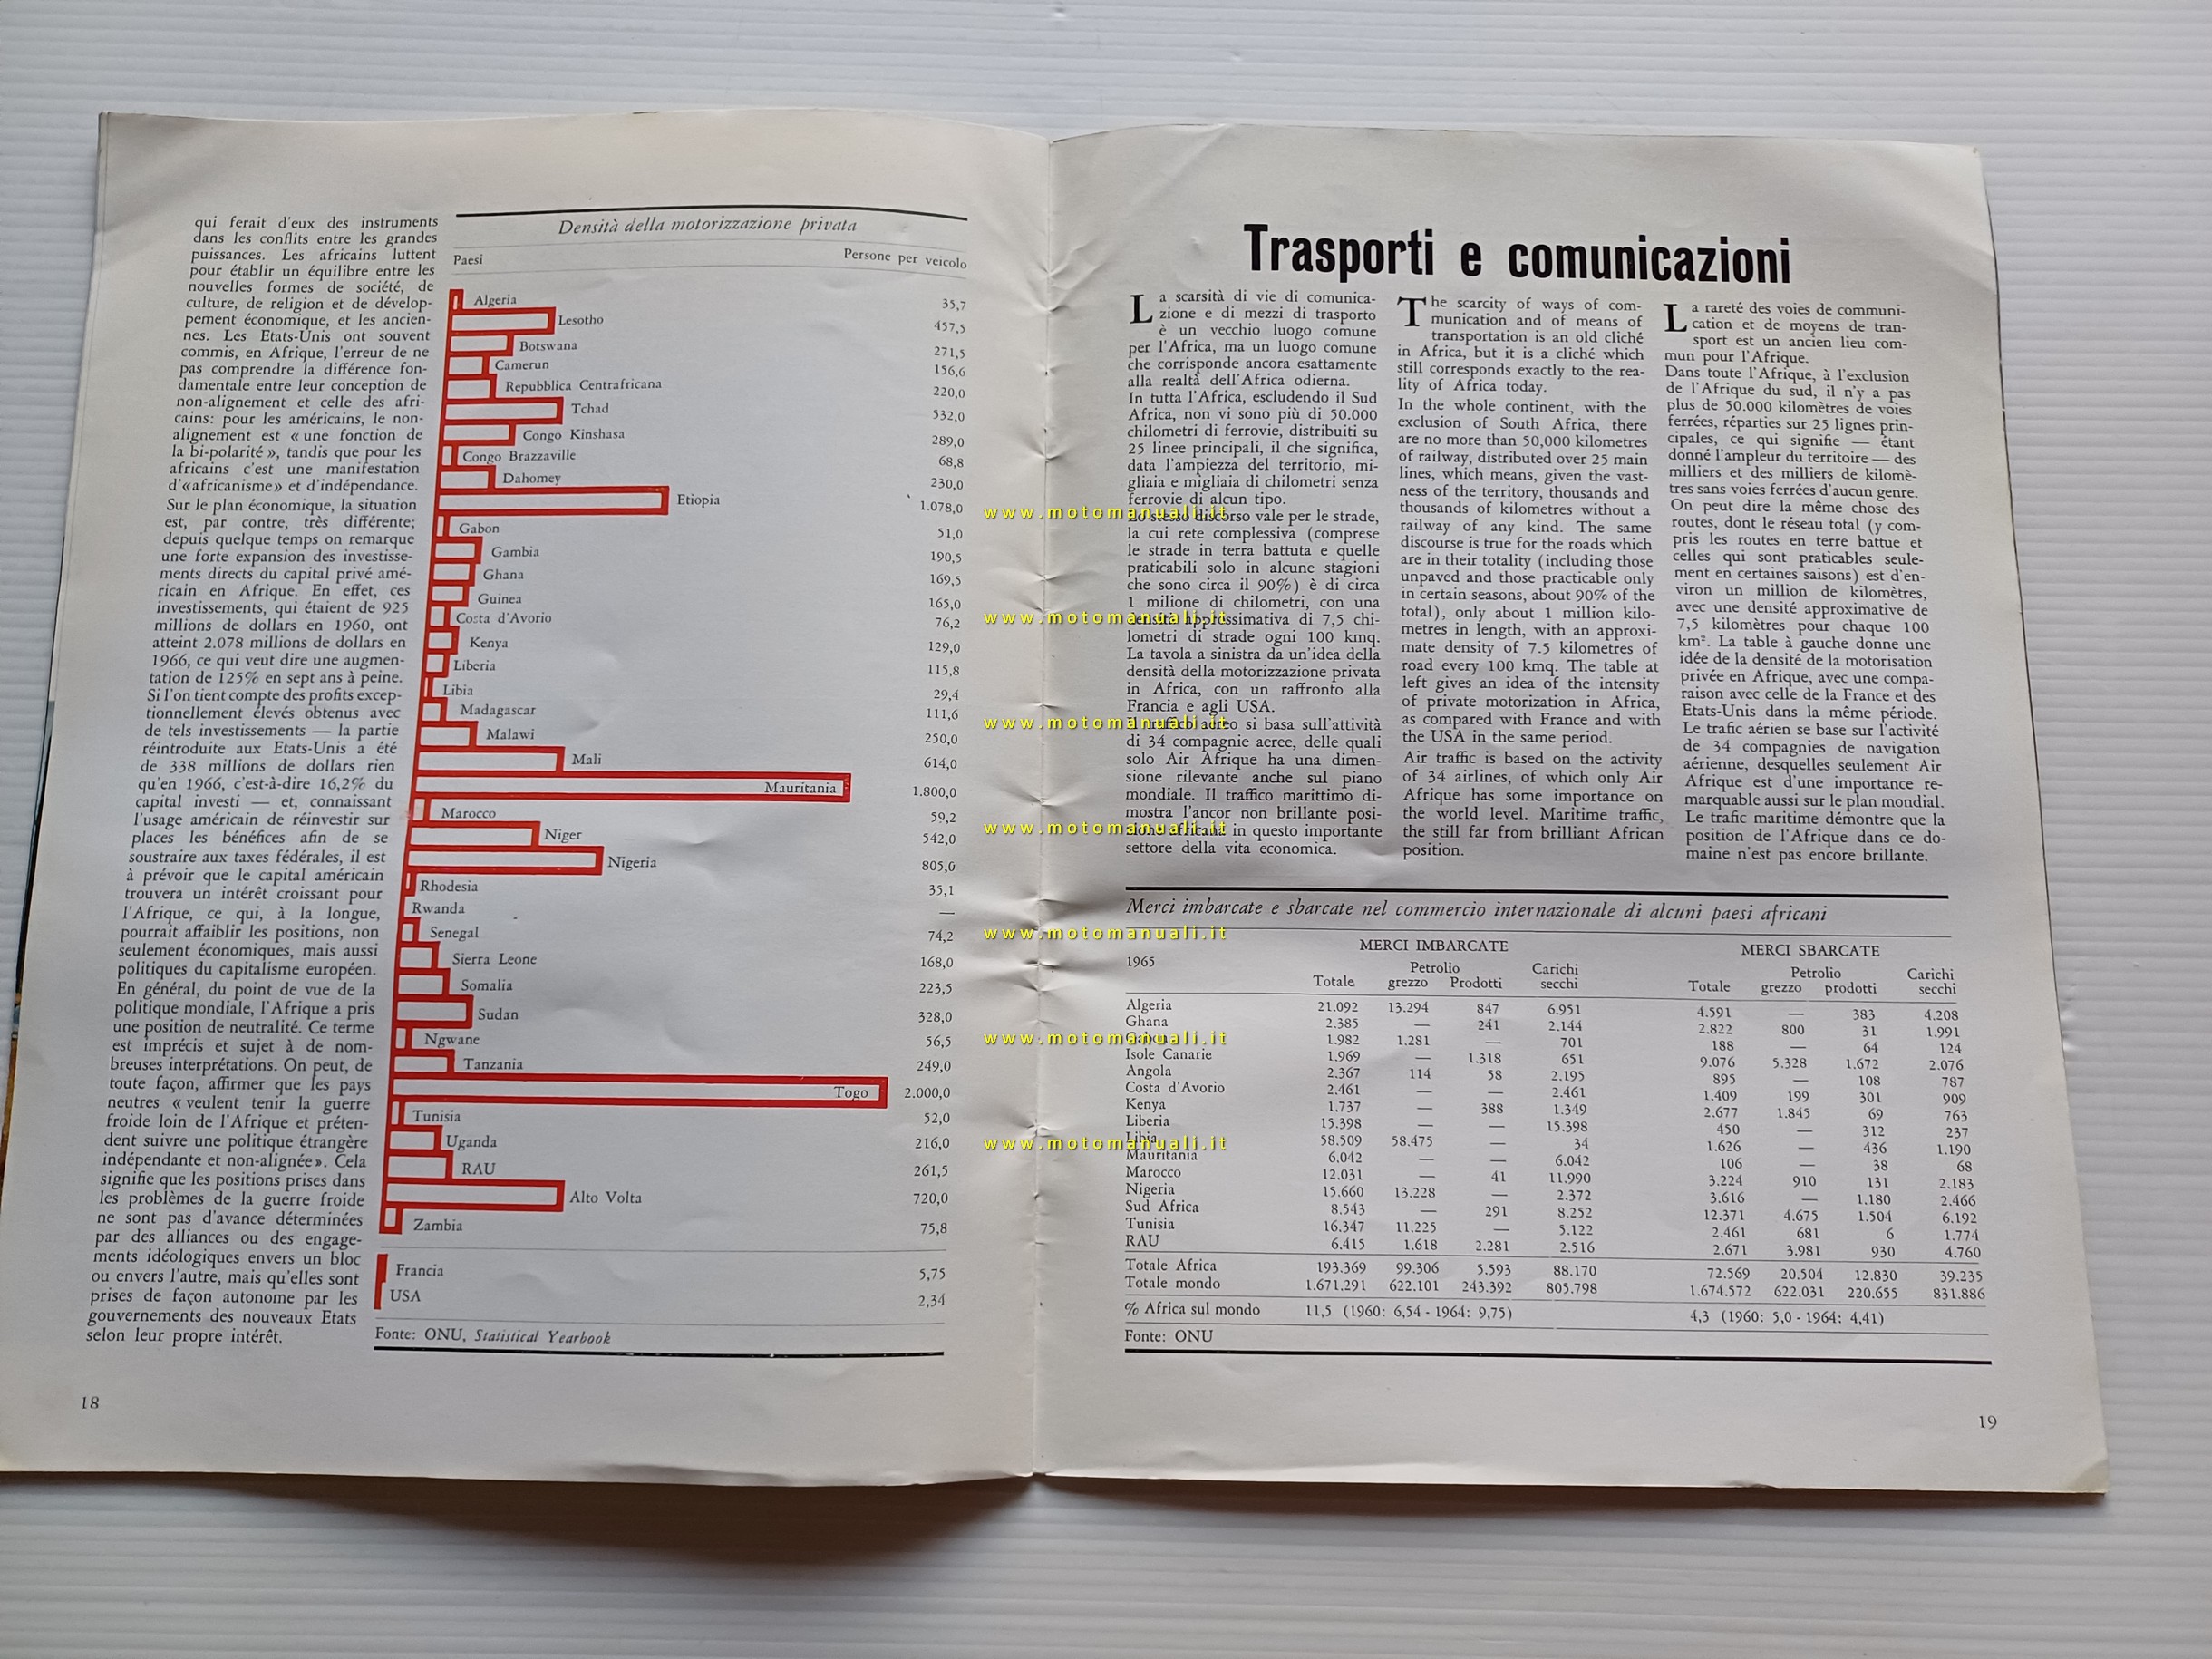 qui ferait d'eux des instruments
dans les conflits entre les grandes
puissances. Les africains luttent
pour établir un équilibre entre les
nouvelles formes de société, de
culture, de religion et de dévelop-
pement économique, et les ancien-
nes. Les Etats-Unis ont souvent
commis, en Afrique, l'erreur de ne
pas comprendre la différence fon-
damentale entre leur conception de
non-alignement et celle des afri-
cains: pour les américains, le non-
alignement est « une fonction de
la bi-polarité », tandis que pour les
africains c'est une manifestation
d'«africanisme» et d'indépendance.
Sur le plan économique, la situation
est, par contre, très différente;
depuis quelque temps on remarque
une forte expansion des investisse-
ments directs du capital privé amé-
ricain en Afrique. En effet, ces
investissements, qui étaient de 925
millions de dollars en 1960, ont
atteint 2.078 millions de dollars en
1966, ce qui veut dire une augmen-
tation de 125% en sept ans à peine.
Si l'on tient compte des profits excep-
tionnellement élevés obtenus avec
de tels investissements — la partie
réintroduite aux Etats-Unis a été
de 338 millions de dollars rien
qu'en 1966, c'est-à-dire 16,2% du
capital investi — et, connaissant
l'usage américain de réinvestir sur
places les bénéfices afin de se
soustraire aux taxes fédérales, il est
à prévoir que le capital américain
trouvera un intérêt croissant pour
l'Afrique, ce qui, à la longue,
pourrait affaiblir les positions, non
seulement économiques, mais aussi
politiques du capitalisme européen.
En général, du point de vue de la
politique mondiale, l'Afrique a pris
une position de neutralité. Ce terme
est imprécis et sujet à de nom-
breuses interprétations. On peut, de
toute façon, affirmer que les pays
neutres « veulent tenir la guerre
froide loin de l'Afrique et préten-
dent suivre une politique étrangère
indépendante et non-alignée». Cela
signifie que les positions prises dans
les problèmes de la guerre froide
ne sont pas d'avance déterminées
par des alliances ou des engage-
ments idéologiques envers un bloc
ou envers l'autre, mais qu'elles sont
prises de façon autonome par les
gouvernements des nouveaux Etats
selon leur propre intérêt.
18
Densità della motorizzazione privata
Paesi Persone per veicolo
Algeria 35,7
Lesotho 457,5
Botswana 271,5
Camerun 156,6
Repubblica Centrafricana 220,0
Tchad 532,0
Congo Kinshasa 289,0
Congo Brazzaville 68,8
Dahomey 230,0
Etiopia 1.078,0
Gabon 51,0
Gambia 190,5
Ghana 169,5
Guinea 165,0
Costa d'Avorio 76,2
Kenya 129,0
Liberia 115,8
Libia 29,4
Madagascar 111,6
Malawi 250,0
Mali 614,0
Mauritania 1.800,0
Marocco 59,2
Niger 542,0
Nigeria 805,0
Rhodesia 35,1
Rwanda —
Senegal 74,2
Sierra Leone 168,0
Somalia 223,5
Sudan 328,0
Ngwane 56,5
Tanzania 249,0
Togo 2.000,0
Tunisia 52,0
Uganda 216,0
RAU 261,5
Alto Volta 720,0
Zambia 75,8
Francia 5,75
USA 2,34
Fonte: ONU, Statistical Yearbook
Trasporti e comunicazioni
La scarsità di vie di comunica-
zione e di mezzi di trasporto
è un vecchio luogo comune
per l'Africa, ma un luogo comune
che corrisponde ancora esattamente
alla realtà dell'Africa odierna.
In tutta l'Africa, escludendo il Sud
Africa, non vi sono più di 50.000
chilometri di ferrovie, distribuiti su
25 linee principali, il che significa,
data l'ampiezza del territorio, mi-
gliaia e migliaia di chilometri senza
ferrovie di alcun tipo.
Lo stesso discorso vale per le strade,
la cui rete complessiva (comprese
le strade in terra battuta e quelle
praticabili solo in alcune stagioni
che sono circa il 90%) è di circa
1 milione di chilometri, con una
densità approssimativa di 7,5 chi-
lometri di strade ogni 100 kmq.
La tavola a sinistra da un'idea della
densità della motorizzazione privata
in Africa, con un raffronto alla
Francia e agli USA.
Il traffico aereo si basa sull'attività
di 34 compagnie aeree, delle quali
solo Air Afrique ha una dimen-
sione rilevante anche sul piano
mondiale. Il traffico marittimo di-
mostra l'ancor non brillante posi-
zione africana in questo importante
settore della vita economica.
The scarcity of ways of com-
munication and of means of
transportation is an old cliché
in Africa, but it is a cliché which
still corresponds exactly to the rea-
lity of Africa today.
In the whole continent, with the
exclusion of South Africa, there
are no more than 50,000 kilometres
of railway, distributed over 25 main
lines, which means, given the vast-
ness of the territory, thousands and
thousands of kilometres without a
railway of any kind. The same
discourse is true for the roads which
are in their totality (including those
unpaved and those practicable only
in certain seasons, about 90% of the
total), only about 1 million kilo-
metres in length, with an approxi-
mate density of 7.5 kilometres of
road every 100 kmq. The table at
left gives an idea of the intensity
of private motorization in Africa,
as compared with France and with
the USA in the same period.
Air traffic is based on the activity
of 34 airlines, of which only Air
Afrique has some importance on
the world level. Maritime traffic,
the still far from brilliant African
position.
La rareté des voies de communi-
cation et de moyens de tran-
sport est un ancien lieu com-
mun pour l'Afrique.
Dans toute l'Afrique, à l'exclusion
de l'Afrique du sud, il n'y a pas
plus de 50.000 kilomètres de voies
ferrées, réparties sur 25 lignes prin-
cipales, ce qui signifie — étant
donné l'ampleur du territoire — des
milliers et des milliers de kilomè-
tres sans voies ferrées d'aucun genre.
On peut dire la même chose des
routes, dont le réseau total (y com-
pris les routes en terre battue et
celles qui sont praticables seule-
ment en certaines saisons) est d'en-
viron un million de kilomètres,
avec une densité approximative de
7,5 kilomètres pour chaque 100
km². La table à gauche donne une
idée de la densité de la motorisation
privée en Afrique, avec une compa-
raison avec celle de la France et des
Etats-Unis dans la même période.
Le trafic aérien se base sur l'activité
de 34 compagnies de navigation
aérienne, desquelles seulement Air
Afrique est d'une importance re-
marquable aussi sur le plan mondial.
Le trafic maritime démontre que la
position de l'Afrique dans ce do-
maine n'est pas encore brillante.
Merci imbarcate e sbarcate nel commercio internazionale di alcuni paesi africani
MERCI IMBARCATE MERCI SBARCATE
1965 Totale Petrolio grezzo Prodotti Carichi secchi Totale Petrolio grezzo prodotti Carichi secchi
Algeria 21.092 13.294 847 6.951 4.591 — 383 4.208
Ghana 2.385 — 241 2.144 2.822 800 31 1.991
1.982 1.281 — 701 188 — 64 124
Isole Canarie 1.969 — 1.318 651 9.076 5.328 1.672 2.076
Angola 2.367 114 58 2.195 895 — 108 787
Costa d'Avorio 2.461 — — 2.461 1.409 199 301 909
Kenya 1.737 — 388 1.349 2.677 1.845 69 763
Liberia 15.398 — — 15.398 450 — 312 237
Libia 58.509 58.475 — 34 1.626 — 436 1.190
Mauritania 6.042 — — 6.042 106 — 38 68
Marocco 12.031 — 41 11.990 3.224 910 131 2.183
Nigeria 15.660 13.228 — 2.372 3.616 — 1.180 2.466
Sud Africa 8.543 — 291 8.252 12.371 4.675 1.504 6.192
Tunisia 16.347 11.225 — 5.122 2.461 681 6 1.774
RAU 6.415 1.618 2.281 2.516 2.671 3.981 930 4.760
Totale Africa 193.369 99.306 5.593 88.170 72.569 20.504 12.830 39.235
Totale mondo 1.671.291 622.101 243.392 805.798 1.674.572 622.031 220.655 831.886
% Africa sul mondo 11,5 (1960: 6,54 - 1964: 9,75) 4,3 (1960: 5,0 - 1964: 4,41)
Fonte: ONU
19
www.motomanuali.it
www.motomanuali.it
www.motomanuali.it
www.motomanuali.it
www.motomanuali.it
www.motomanuali.it
www.motomanuali.it